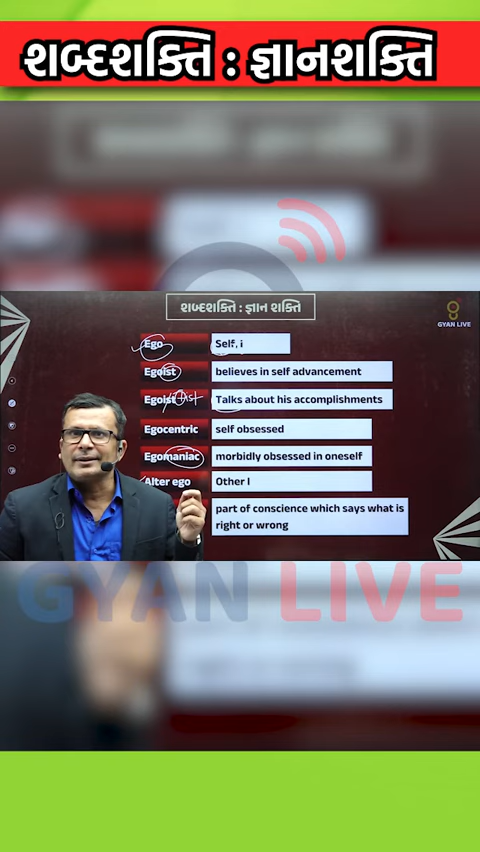 શબ્દશક્તિ : જ્ઞાનશક્તિ
શબ્દશક્તિ : જ્ઞાન શક્તિ
GYAN LIVE
Ego Self, i
Egoist believes in self advancement
Egoist Talks about his accomplishments
Egocentric self obsessed
Egomaniac morbidly obsessed in oneself
Alter ego Other I
part of conscience which says what is
right or wrong
GYAN LIVE